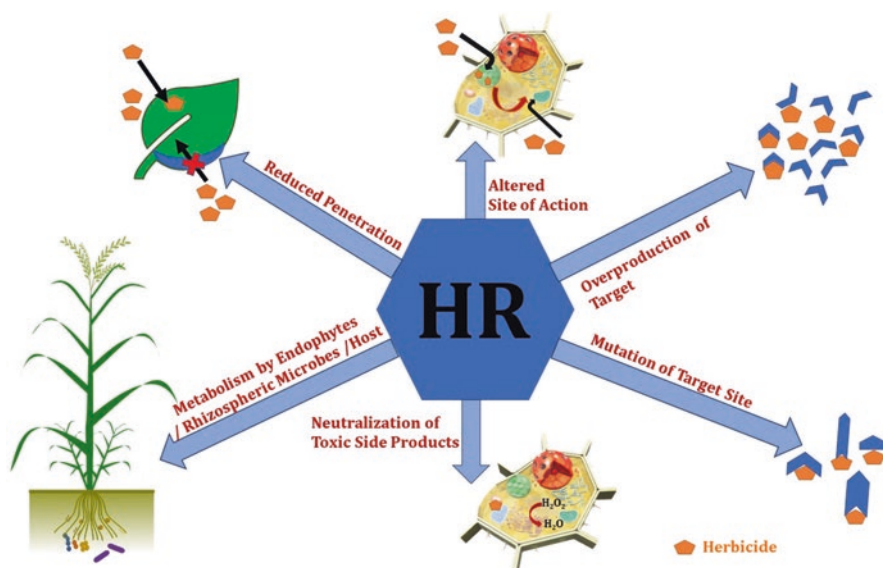 Reduced Penetration
Altered
Site of Action
Overproduction of
Target
HR
Metabolism by Endophytes
/ Rhizospheric Microbes /Host
Neutralization of
Toxic Side Products
Mutation of Target Site
H₂O₂
H₂O
Herbicide